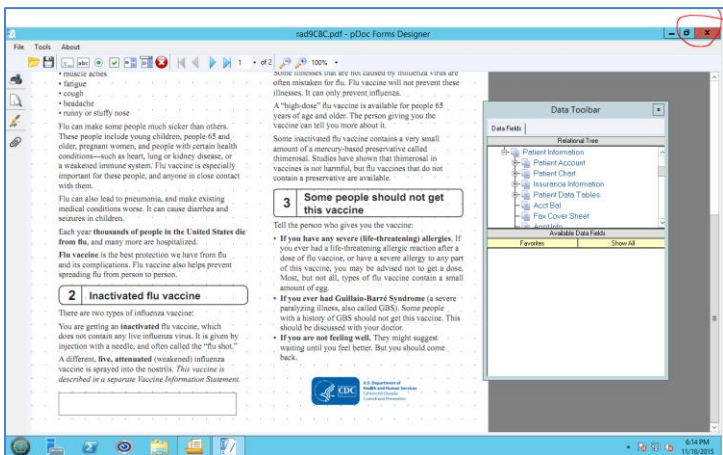 rad9C8C.pdf - pDoc Forms Designer
File Tools About
abc
1 of 2 100%
• muscle aches
• fatigue
• cough
• headache
• runny or stuffy nose
Flu can make some people much sicker than others.
These people include young children, people 65 and
older, pregnant women, and people with certain health
conditions—such as heart, lung or kidney disease, or
a weakened immune system. Flu vaccine is especially
important for these people, and anyone in close contact
with them.
Flu can also lead to pneumonia, and make existing
medical conditions worse. It can cause diarrhea and
seizures in children.
Each year thousands of people in the United States die
from flu, and many more are hospitalized.
Flu vaccine is the best protection we have from flu
and its complications. Flu vaccine also helps prevent
spreading flu from person to person.
2 Inactivated flu vaccine
There are two types of influenza vaccine:
You are getting an inactivated flu vaccine, which
does not contain any live influenza virus. It is given by
injection with a needle, and often called the “flu shot.”
A different, live, attenuated (weakened) influenza
vaccine is sprayed into the nostrils. This vaccine is
described in a separate Vaccine Information Statement.
Some illnesses that are not caused by influenza virus are
often mistaken for flu. Flu vaccine will not prevent these
illnesses. It can only prevent influenza.
A “high-dose” flu vaccine is available for people 65
years of age and older. The person giving you the
vaccine can tell you more about it.
Some inactivated flu vaccine contains a very small
amount of a mercury-based preservative called
thimerosal. Studies have shown that thimerosal in
vaccines is not harmful, but flu vaccines that do not
contain a preservative are available.
3 Some people should not get
this vaccine
Tell the person who gives you the vaccine:
• If you have any severe (life-threatening) allergies. If
you ever had a life-threatening allergic reaction after a
dose of flu vaccine, or have a severe allergy to any part
of this vaccine, you may be advised not to get a dose.
Most, but not all, types of flu vaccine contain a small
amount of egg.
• If you ever had Guillain-Barré Syndrome (a severe
paralyzing illness, also called GBS). Some people
with a history of GBS should not get this vaccine. This
should be discussed with your doctor.
• If you are not feeling well. They might suggest
waiting until you feel better. But you should come
back.
CDC
U.S. Department of
Health and Human Services
Centers for Disease
Control and Prevention
Data Toolbar
Data Fields
Relational Tree
Patient Information
Patient Account
Patient Chart
Insurance Information
Patient Data Tables
Acct Bal
Fax Cover Sheet
Appt Info
Available Data Fields
Favorites Show All
6:14 PM
11/18/2015